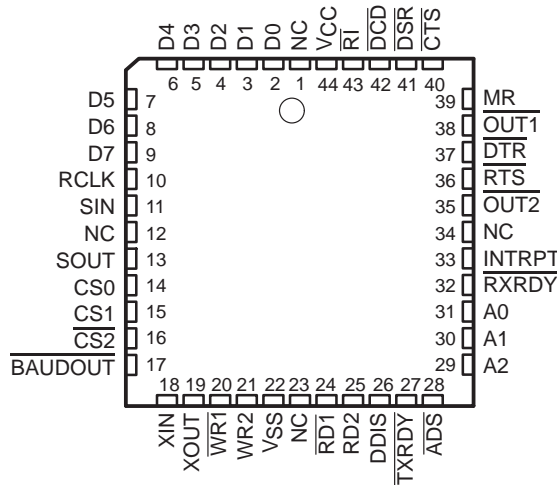 D4
D3
D2
D1
D0
NC
VCC
RI
DCD
DSR
CTS
6
5
4
3
2
1
44
43
42
41
40
D5 7
D6 8
D7 9
RCLK 10
SIN 11
NC 12
SOUT 13
CS0 14
CS1 15
CS2 16
BAUDOUT 17
39 MR
38 OUT1
37 DTR
36 RTS
35 OUT2
34 NC
33 INTRPT
32 RXRDY
31 A0
30 A1
29 A2
18
19
20
21
22
23
24
25
26
27
28
XIN
XOUT
WR1
WR2
VSS
NC
RD1
RD2
DDIS
TXRDY
ADS